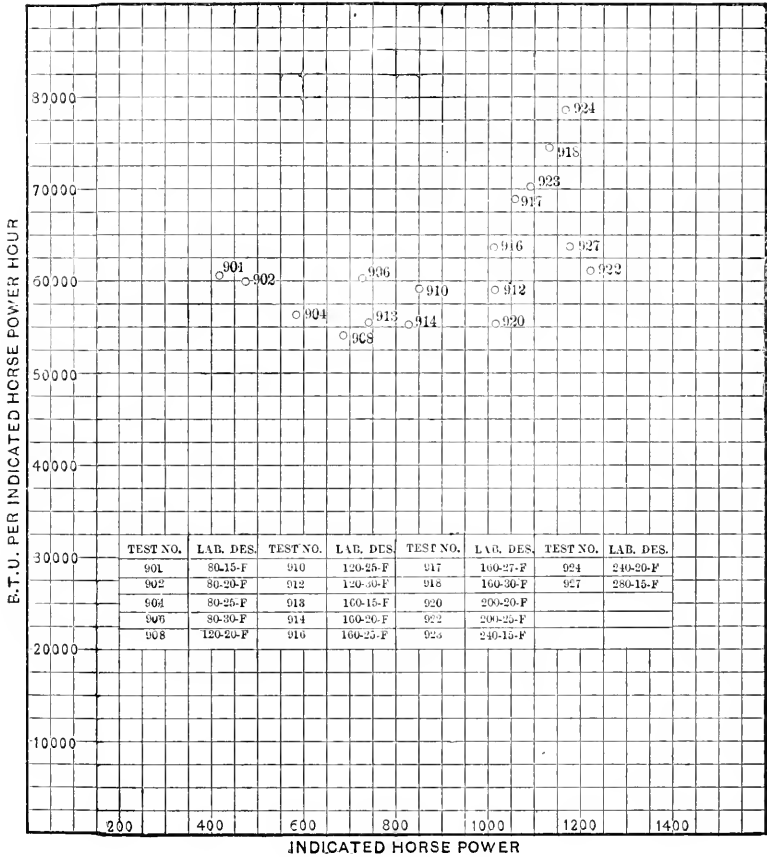 80000
70000
60000
50000
40000
30000
20000
10000
B.T.U. PER INDICATED HORSE POWER HOUR
924
918
923
917
916
927
922
901
902
906
910
912
904
913
914
920
908
TEST NO. LAB. DES. TEST NO. LAB. DES. TEST NO. LAB. DES. TEST NO. LAB. DES.
901 80-15-F 910 120-25-F 917 160-27-F 924 240-20-F
902 80-20-F 912 120-30-F 918 160-30-F 927 280-15-F
904 80-25-F 913 160-15-F 920 200-20-F
906 80-30-F 914 160-20-F 922 200-25-F
908 120-20-F 916 160-25-F 923 240-15-F
200 400 600 800 1000 1200 1400
INDICATED HORSE POWER